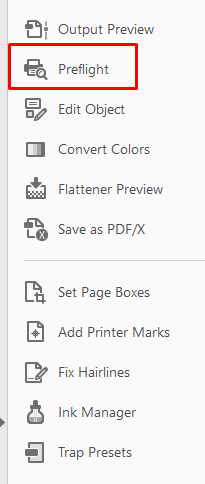 Output Preview
Preflight
Edit Object
Convert Colors
Flattener Preview
Save as PDF/X
Set Page Boxes
Add Printer Marks
Fix Hairlines
Ink Manager
Trap Presets